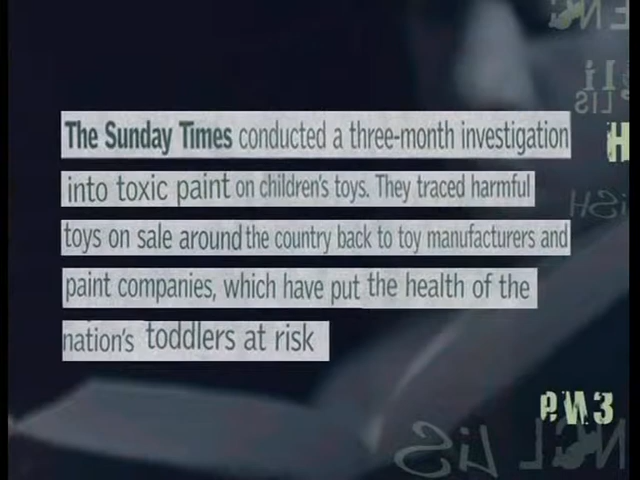 The Sunday Times conducted a three-month investigation
into toxic paint on children's toys. They traced harmful
toys on sale around the country back to toy manufacturers and
paint companies, which have put the health of the
nation's toddlers at risk